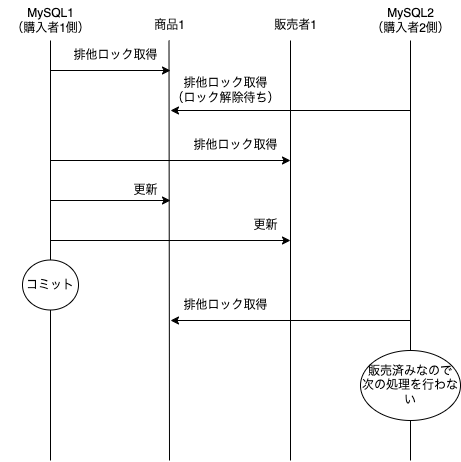 MySQL1
（購入者1側）
商品1
販売者1
MySQL2
（購入者2側）
排他ロック取得
排他ロック取得
（ロック解除待ち）
排他ロック取得
更新
更新
コミット
排他ロック取得
販売済みなので
次の処理を行わな
い